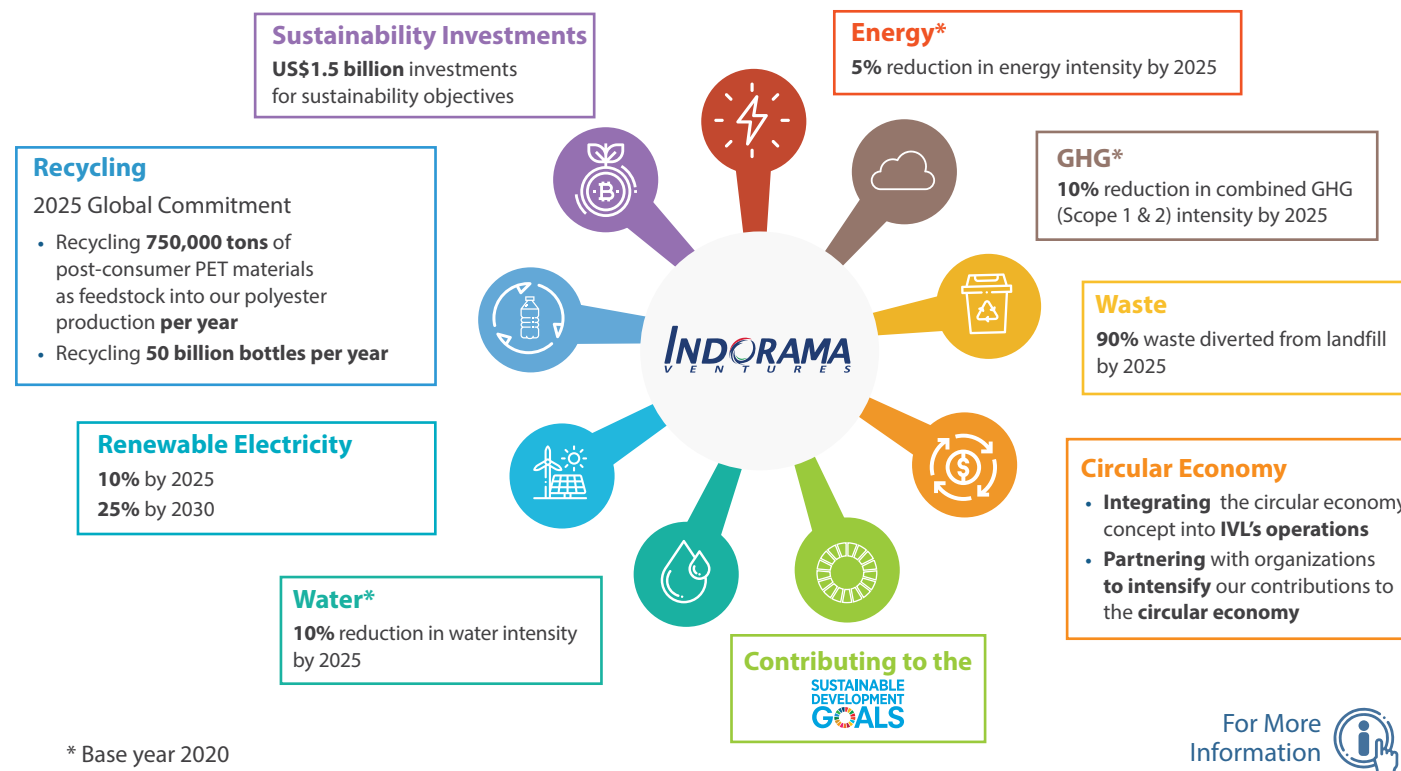 Sustainability Investments
US$1.5 billion investments
for sustainability objectives
Energy*
5% reduction in energy intensity by 2025
GHG*
10% reduction in combined GHG
(Scope 1 & 2) intensity by 2025
Recycling
2025 Global Commitment
• Recycling 750,000 tons of
post-consumer PET materials
as feedstock into our polyester
production per year
• Recycling 50 billion bottles per year
INDORAMA
VENTURES
Waste
90% waste diverted from landfill
by 2025
Renewable Electricity
10% by 2025
25% by 2030
Circular Economy
• Integrating the circular economy
concept into IVL's operations
• Partnering with organizations
to intensify our contributions to
the circular economy
Water*
10% reduction in water intensity
by 2025
Contributing to the
SUSTAINABLE
DEVELOPMENT
GOALS
For More
Information
* Base year 2020